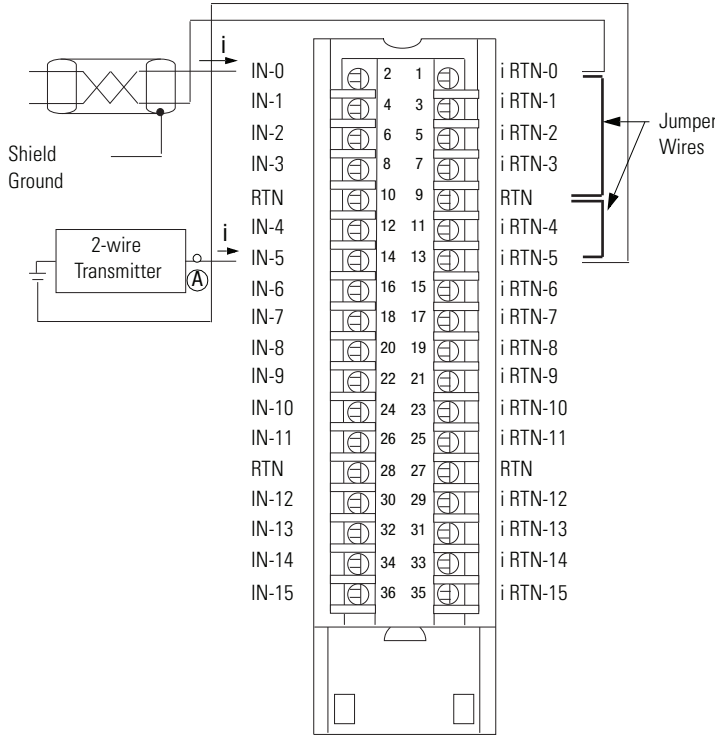 i
IN-0 2 1 i RTN-0
IN-1 4 3 i RTN-1
IN-2 6 5 i RTN-2
IN-3 8 7 i RTN-3
RTN 10 9 RTN
IN-4 12 11 i RTN-4
IN-5 14 13 i RTN-5
IN-6 16 15 i RTN-6
IN-7 18 17 i RTN-7
IN-8 20 19 i RTN-8
IN-9 22 21 i RTN-9
IN-10 24 23 i RTN-10
IN-11 26 25 i RTN-11
RTN 28 27 RTN
IN-12 30 29 i RTN-12
IN-13 32 31 i RTN-13
IN-14 34 33 i RTN-14
IN-15 36 35 i RTN-15
Shield
Ground
2-wire
Transmitter
A
i
Jumper
Wires